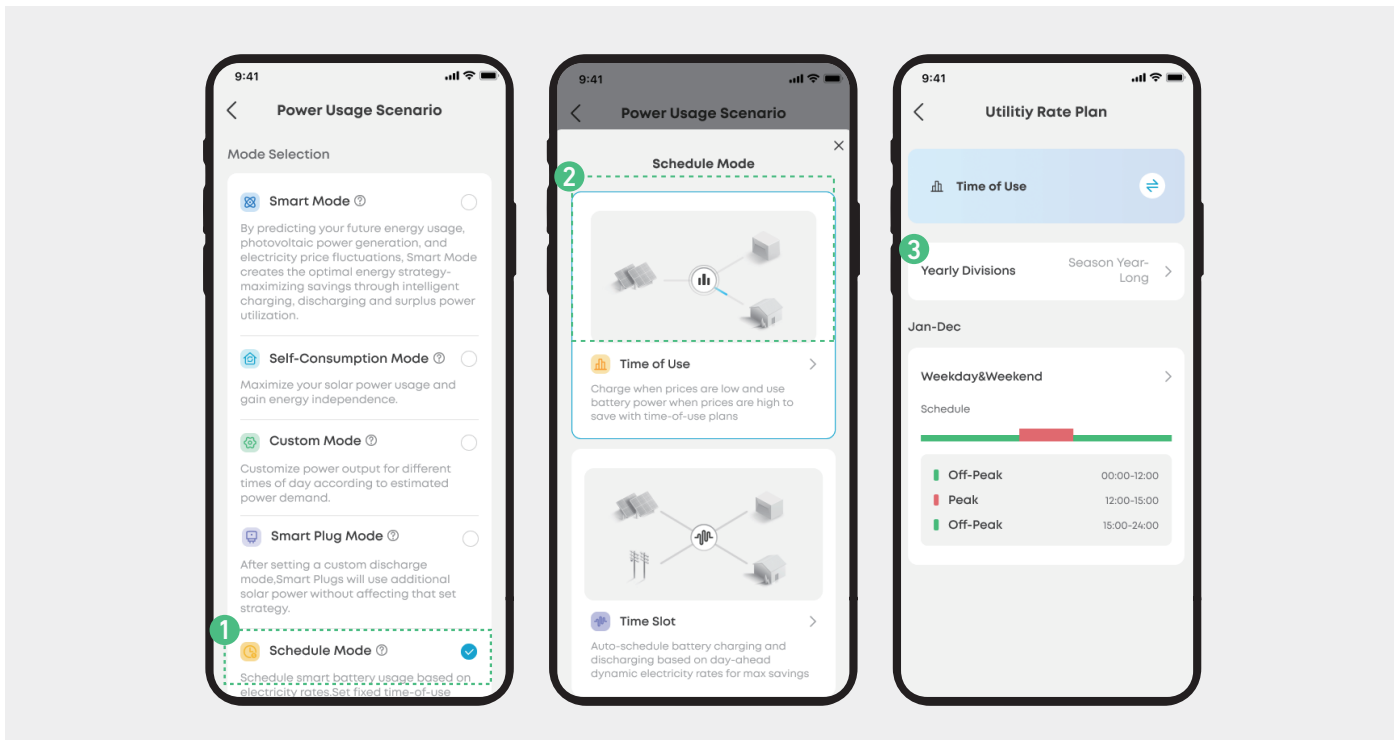 9:41
Power Usage Scenario
Mode Selection
Smart Mode
By predicting your future energy usage,
photovoltaic power generation, and
electricity price fluctuations, Smart Mode
creates the optimal energy strategy-
maximizing savings through intelligent
charging, discharging and surplus power
utilization.
Self-Consumption Mode
Maximize your solar power usage and
gain energy independence.
Custom Mode
Customize power output for different
times of day according to estimated
power demand.
Smart Plug Mode
After setting a custom discharge
mode,Smart Plugs will use additional
solar power without affecting that set
strategy.
1
Schedule Mode
Schedule smart battery usage based on
electricity rates.Set fixed time-of-use
9:41
Power Usage Scenario
Schedule Mode
2
Time of Use
Charge when prices are low and use
battery power when prices are high to
save with time-of-use plans
Time Slot
Auto-schedule battery charging and
discharging based on day-ahead
dynamic electricity rates for max savings
9:41
Utilitiy Rate Plan
Time of Use
3
Yearly Divisions Season Year-
Long
Jan-Dec
Weekday&Weekend
Schedule
Off-Peak 00:00-12:00
Peak 12:00-15:00
Off-Peak 15:00-24:00